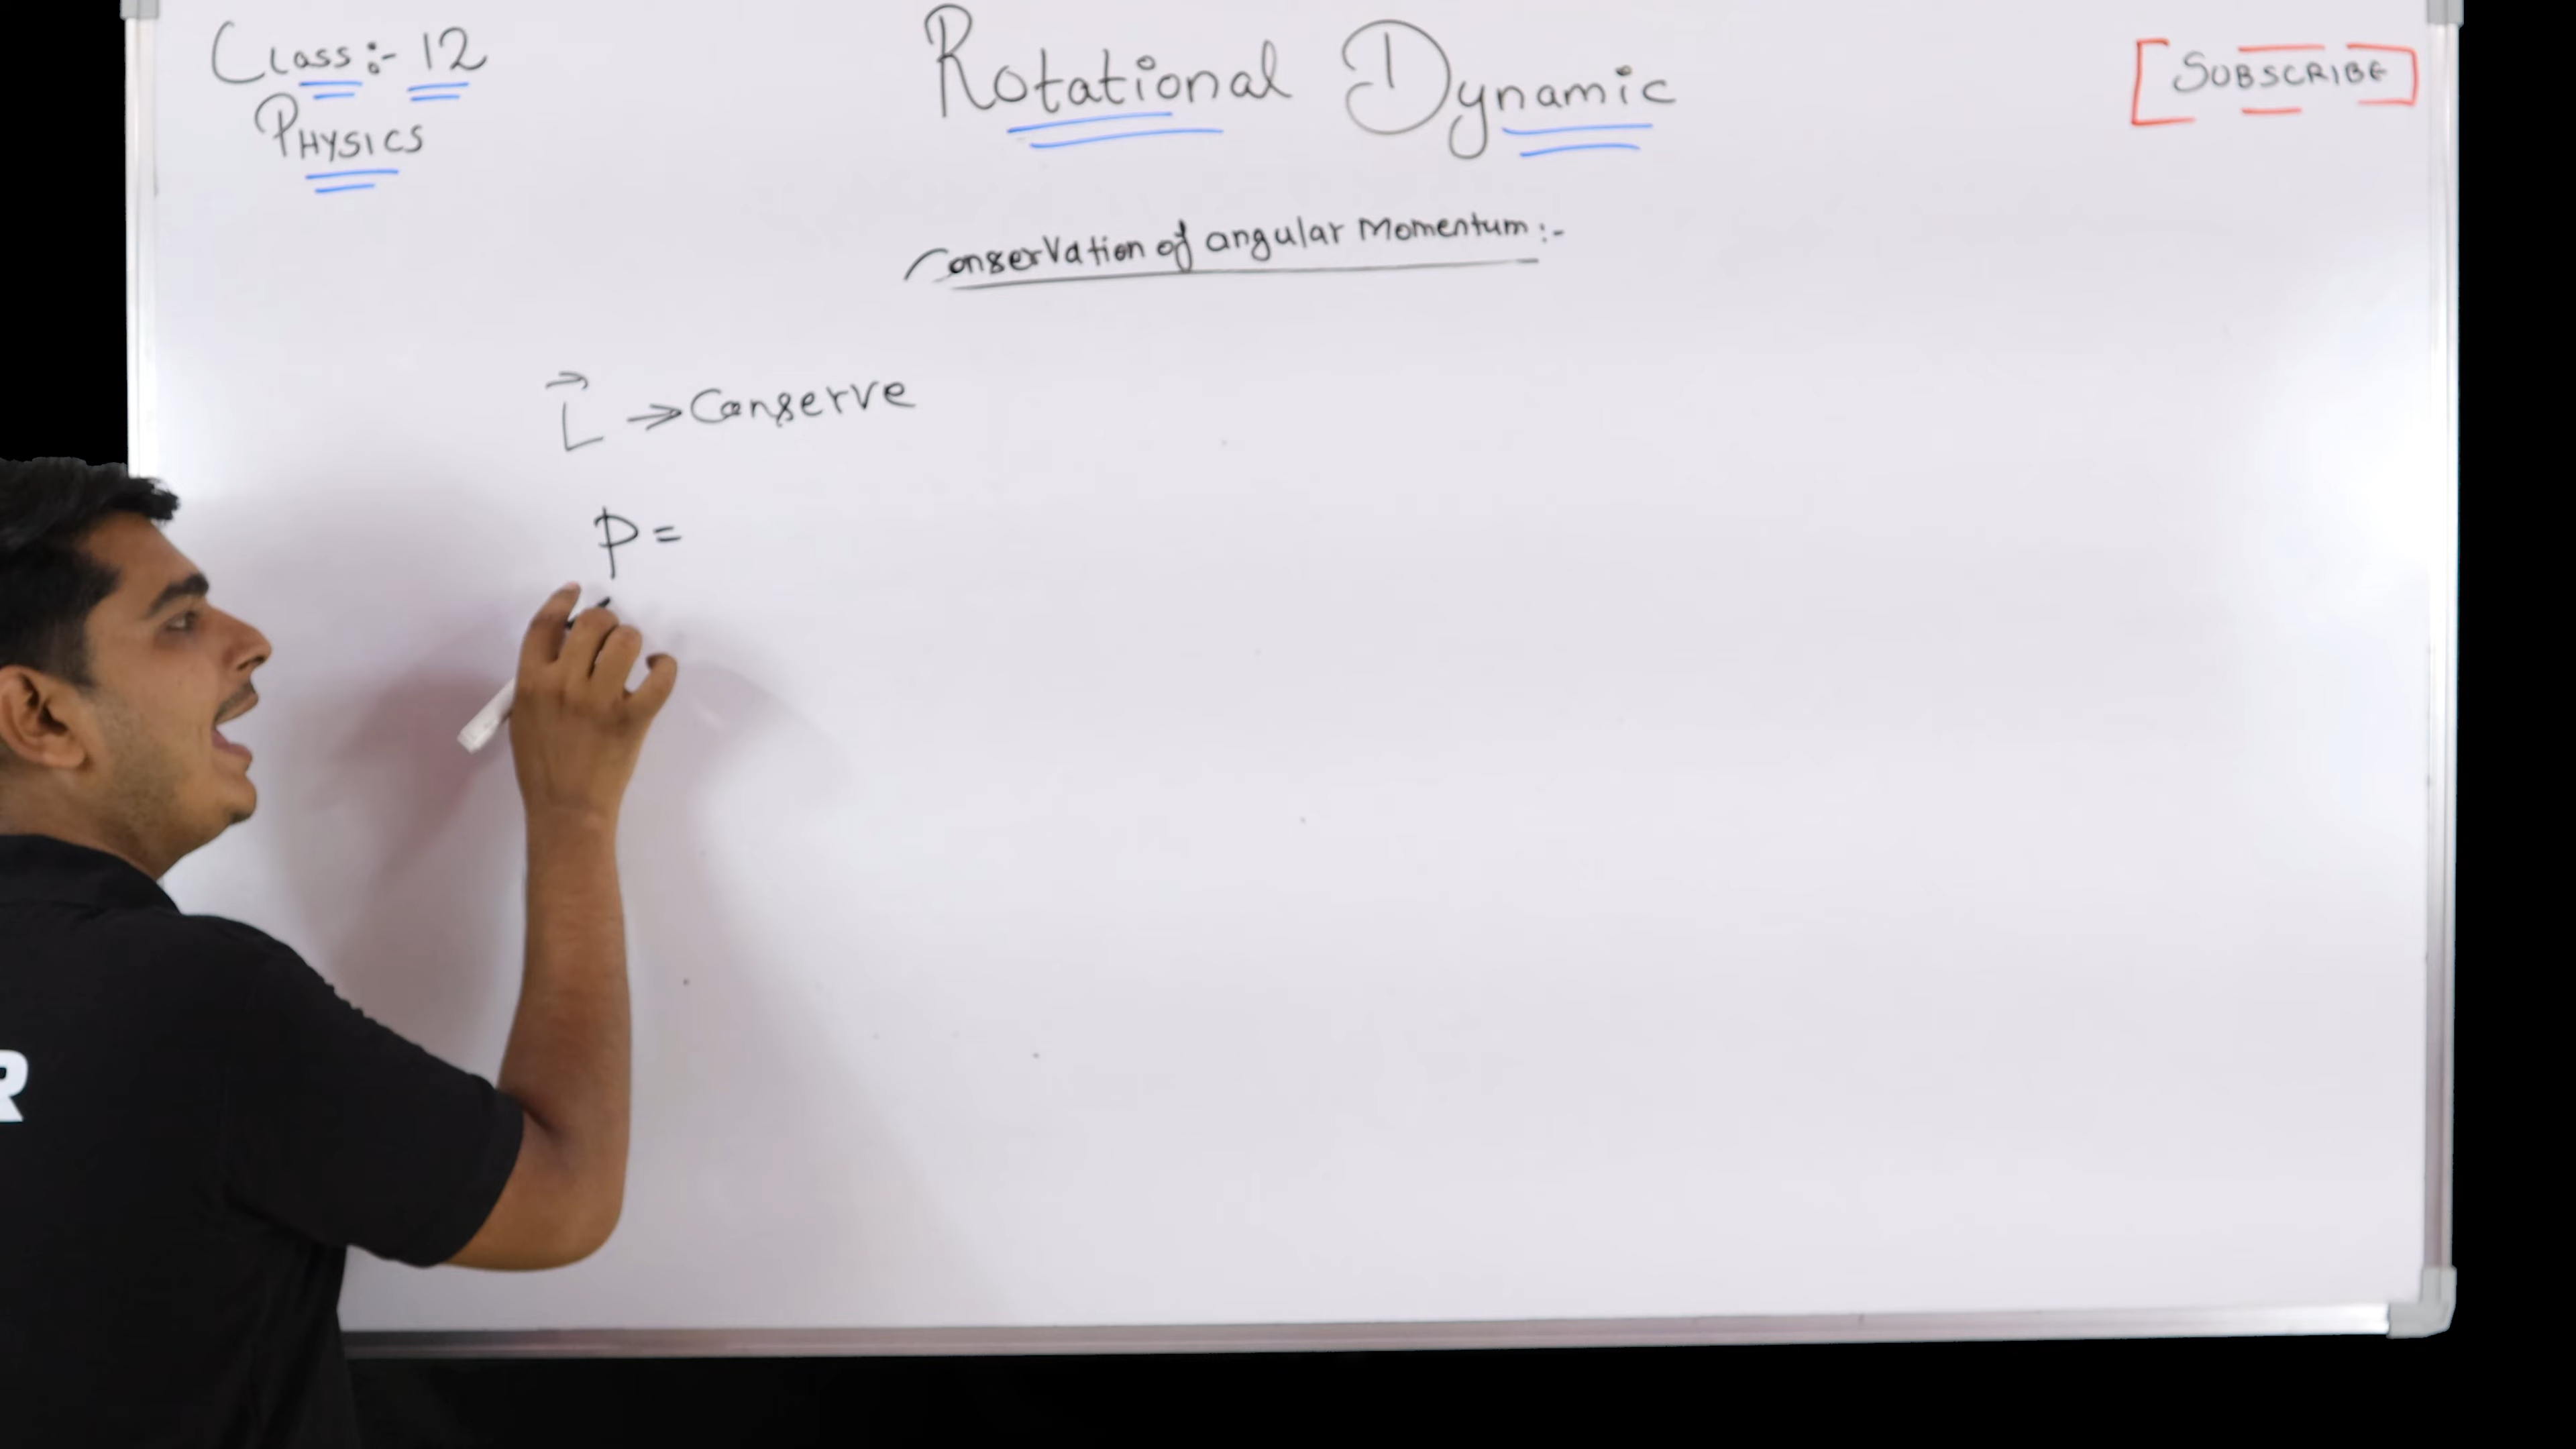 Class:- 12
PHYSICS
Rotational Dynamic
SUBSCRIBE
Conservation of angular Momentum:-
L → Conserve
P =
R